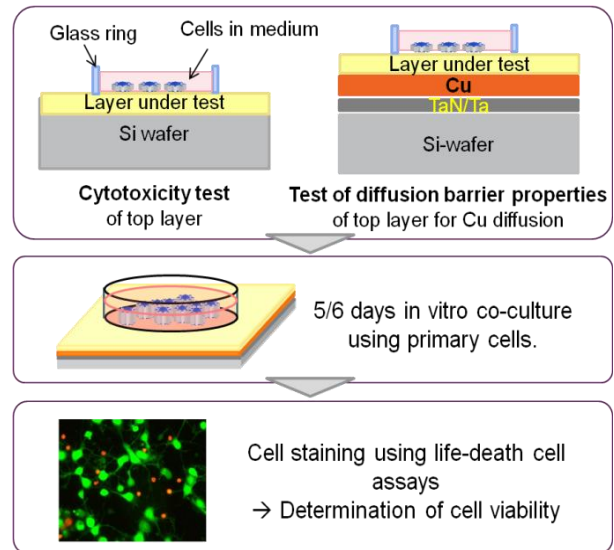 Glass ring
Cells in medium
Layer under test
Si wafer
Cytotoxicity test
of top layer
Layer under test
Cu
TaN/Ta
Si-wafer
Test of diffusion barrier properties
of top layer for Cu diffusion
5/6 days in vitro co-culture
using primary cells.
Cell staining using life-death cell
assays
→ Determination of cell viability